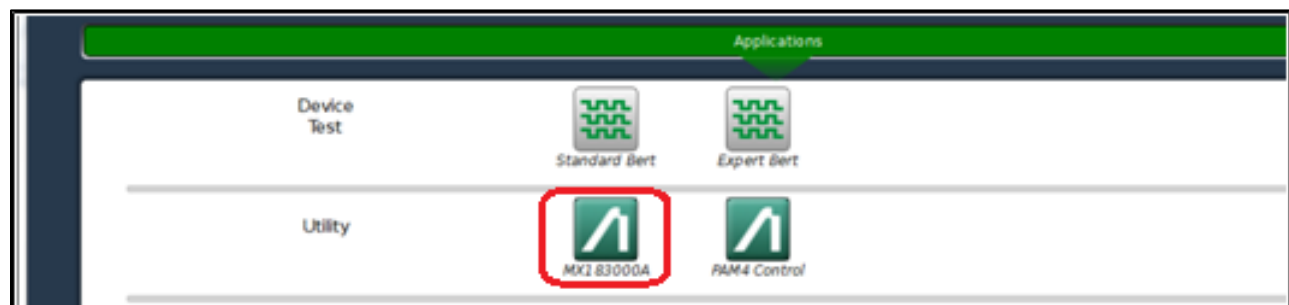 Applications
Device
Test
Standard Bert
Expert Bert
Utility
MX183000A
PAM4 Control